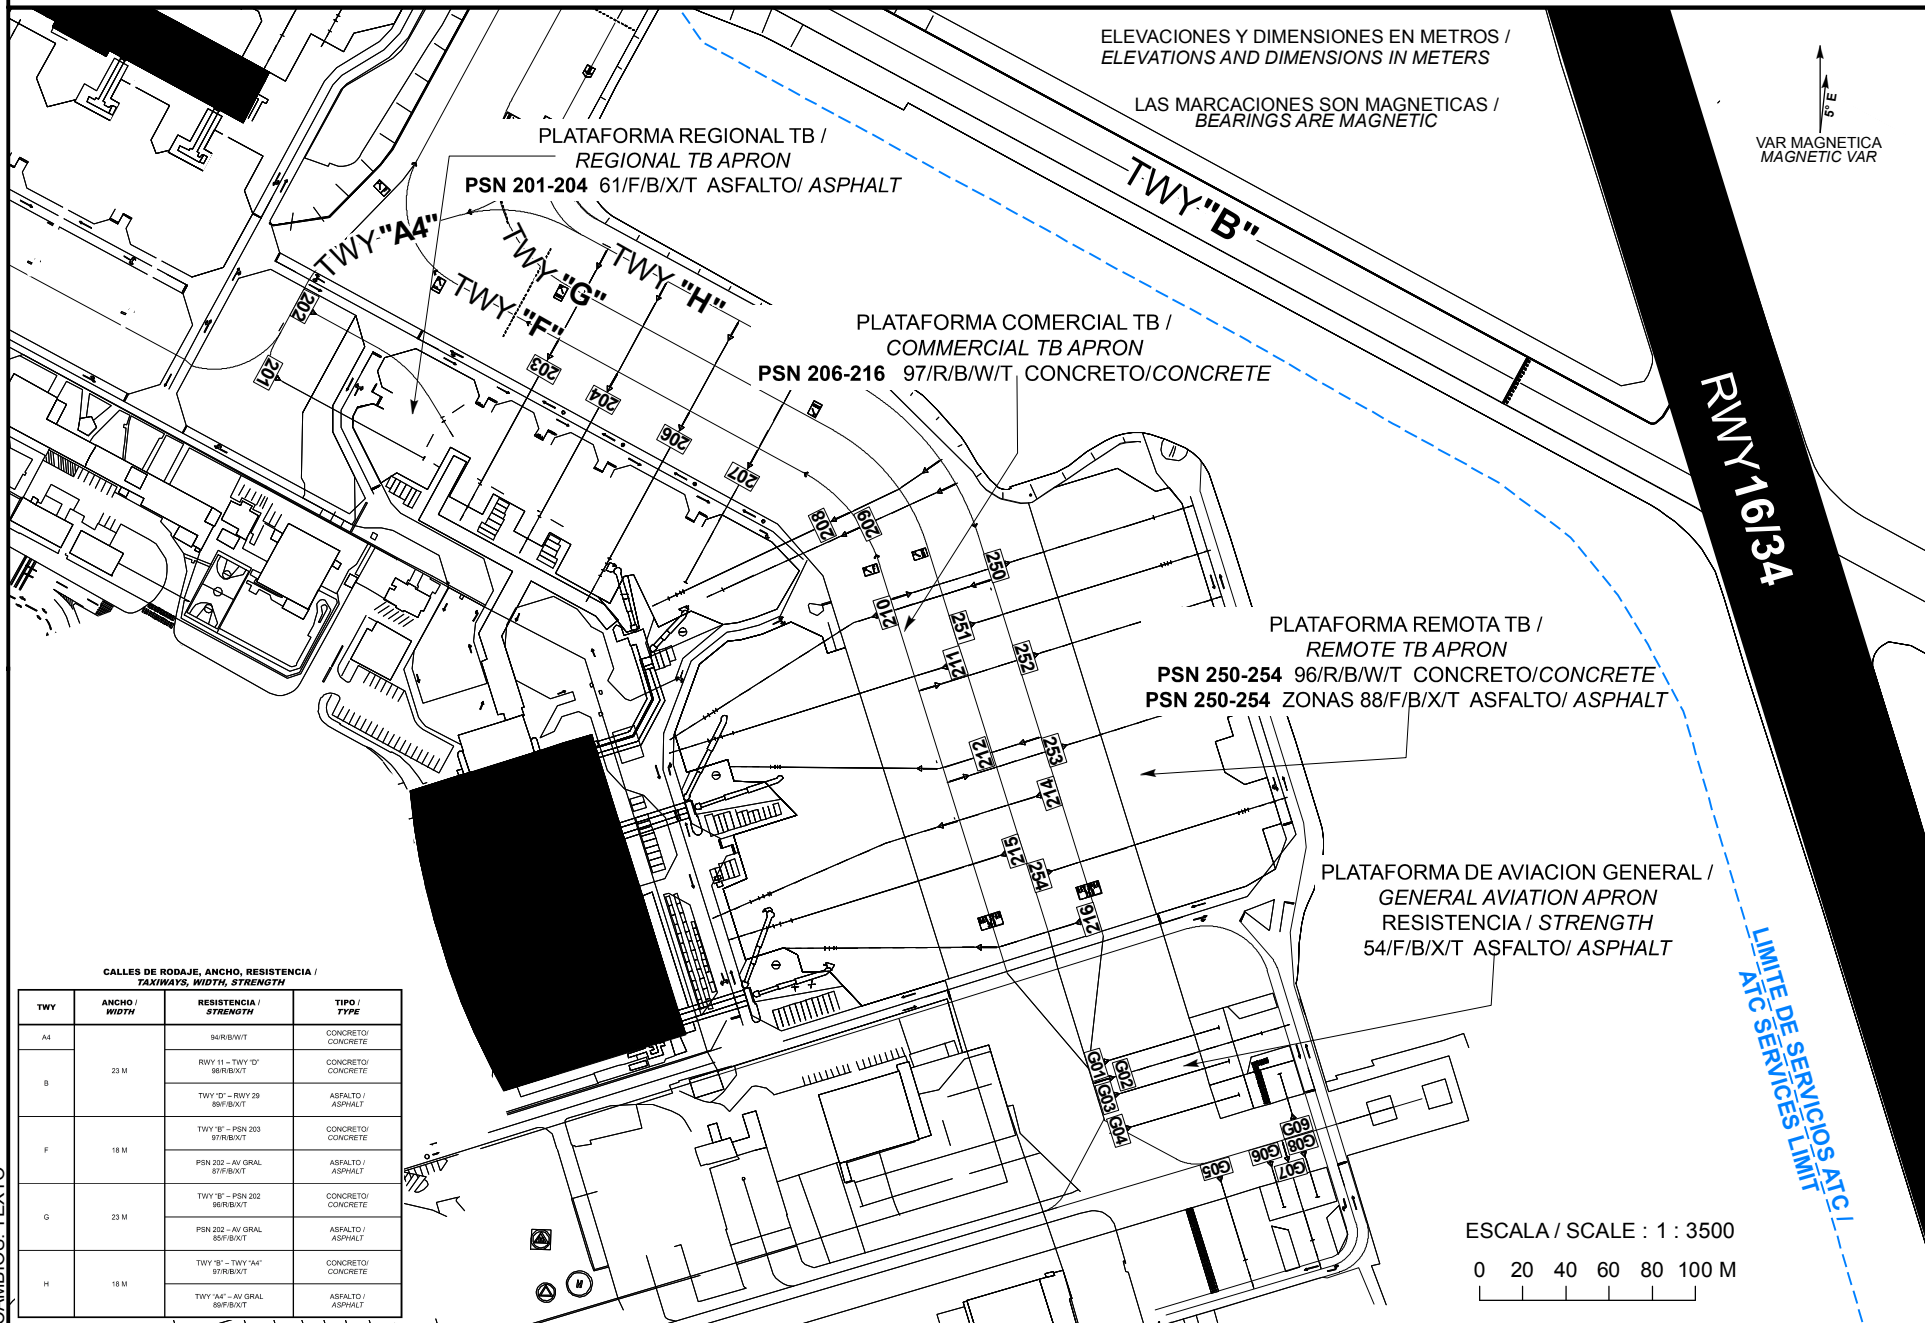 ELEVACIONES Y DIMENSIONES EN METROS /
ELEVATIONS AND DIMENSIONS IN METERS
LAS MARCACIONES SON MAGNETICAS /
BEARINGS ARE MAGNETIC
5° E
VAR MAGNETICA
MAGNETIC VAR
PLATAFORMA REGIONAL TB /
REGIONAL TB APRON
PSN 201-204 61/F/B/X/T ASFALTO/ ASPHALT
TWY "B"
TWY "A4"
TWY "G"
TWY "H"
TWY "F"
RWY 16/34
PLATAFORMA COMERCIAL TB /
COMMERCIAL TB APRON
PSN 206-216 97/R/B/W/T CONCRETO/CONCRETE
202
201
203
204
206
207
208
209
210
211
212
214
215
216
250
251
252
253
254
PLATAFORMA REMOTA TB /
REMOTE TB APRON
PSN 250-254 96/R/B/W/T CONCRETO/CONCRETE
PSN 250-254 ZONAS 88/F/B/X/T ASFALTO/ ASPHALT
PLATAFORMA DE AVIACION GENERAL /
GENERAL AVIATION APRON
RESISTENCIA / STRENGTH
54/F/B/X/T ASFALTO/ ASPHALT
LIMITE DE SERVICIOS ATC /
ATC SERVICES LIMIT
G01
G02
G03
G04
G05
G06
G07
G08
G09
M
ESCALA / SCALE : 1 : 3500
0 20 40 60 80 100 M
CALLES DE RODAJE, ANCHO, RESISTENCIA /
TAXIWAYS, WIDTH, STRENGTH
TWY ANCHO / WIDTH RESISTENCIA / STRENGTH TIPO / TYPE
A4 23 M 94/R/B/W/T CONCRETO/ CONCRETE
B RWY 11 – TWY "D" 98/R/B/X/T CONCRETO/ CONCRETE
TWY "D" – RWY 29 89/F/B/X/T ASFALTO / ASPHALT
F 18 M TWY "B" – PSN 203 97/R/B/X/T CONCRETO/ CONCRETE
PSN 202 – AV GRAL 87/F/B/X/T ASFALTO / ASPHALT
G 23 M TWY "B" – PSN 202 96/R/B/X/T CONCRETO/ CONCRETE
PSN 202 – AV GRAL 85/F/B/X/T ASFALTO / ASPHALT
H 18 M TWY "B" – TWY "A4" 97/R/B/X/T CONCRETO/ CONCRETE
TWY "A4" – AV GRAL 89/F/B/X/T ASFALTO / ASPHALT